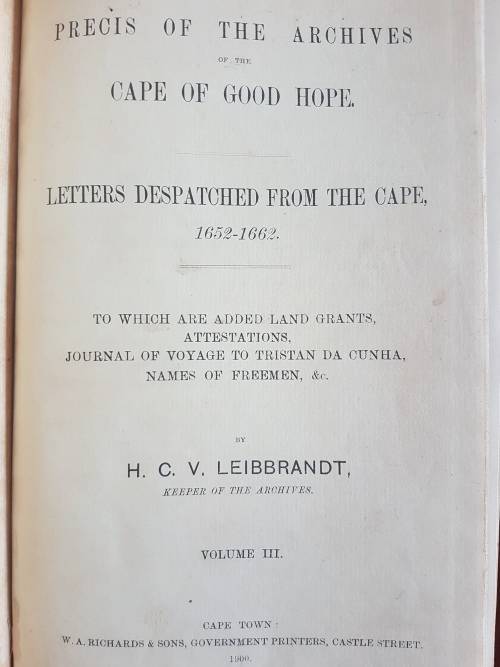 PRECIS OF THE ARCHIVES
OF THE
CAPE OF GOOD HOPE.
LETTERS DESPATCHED FROM THE CAPE,
1652-1662.
TO WHICH ARE ADDED LAND GRANTS,
ATTESTATIONS,
JOURNAL OF VOYAGE TO TRISTAN DA CUNHA,
NAMES OF FREEMEN, &c.
BY
H. C. V. LEIBBRANDT,
KEEPER OF THE ARCHIVES.
VOLUME III.
CAPE TOWN:
W. A. RICHARDS & SONS, GOVERNMENT PRINTERS, CASTLE STREET.
1900.